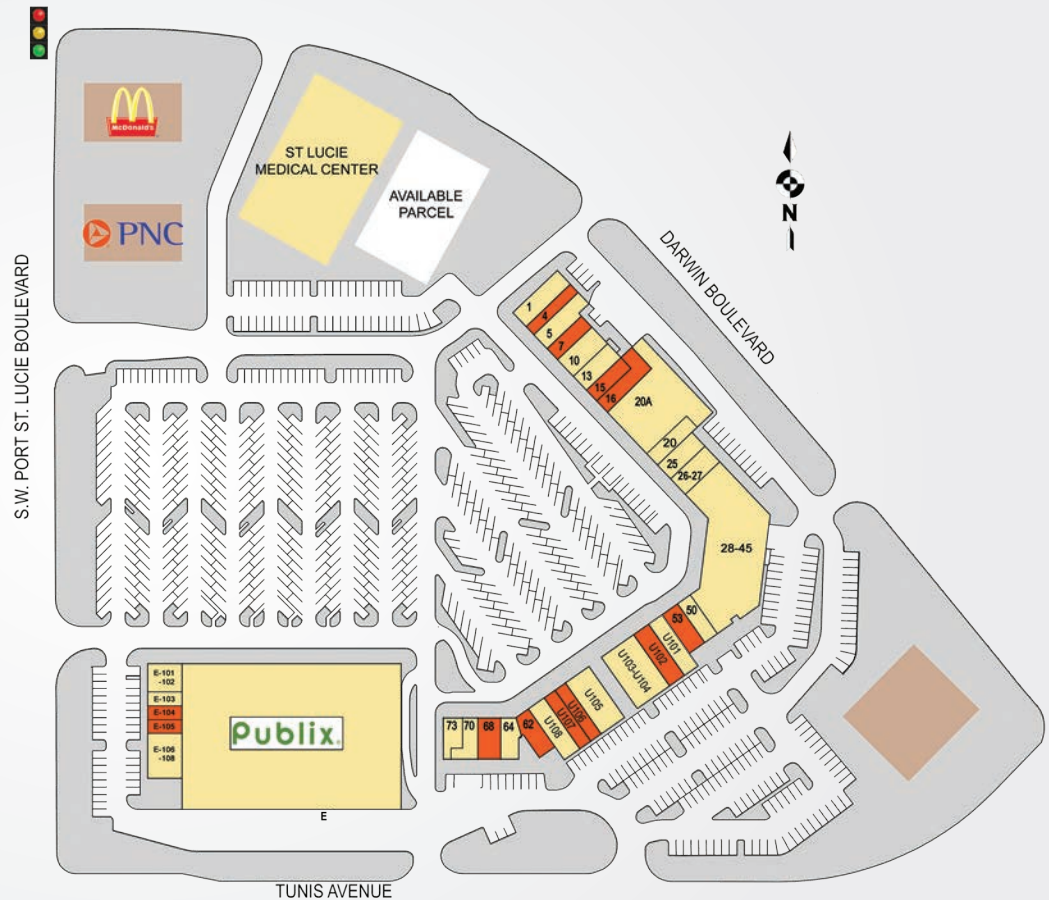 McDonald's
PNC
ST LUCIE
MEDICAL CENTER
AVAILABLE
PARCEL
N
DARWIN BOULEVARD
S.W. PORT ST. LUCIE BOULEVARD
1
4
5
7
10
13
15
16
20A
20
25
26-27
28-45
50
53
U101
U102
U103-U104
U105
U106
U107
U108
62
64
68
70
73
E-101
-102
E-103
E-104
E-105
E-106
-108
Publix.
E
TUNIS AVENUE